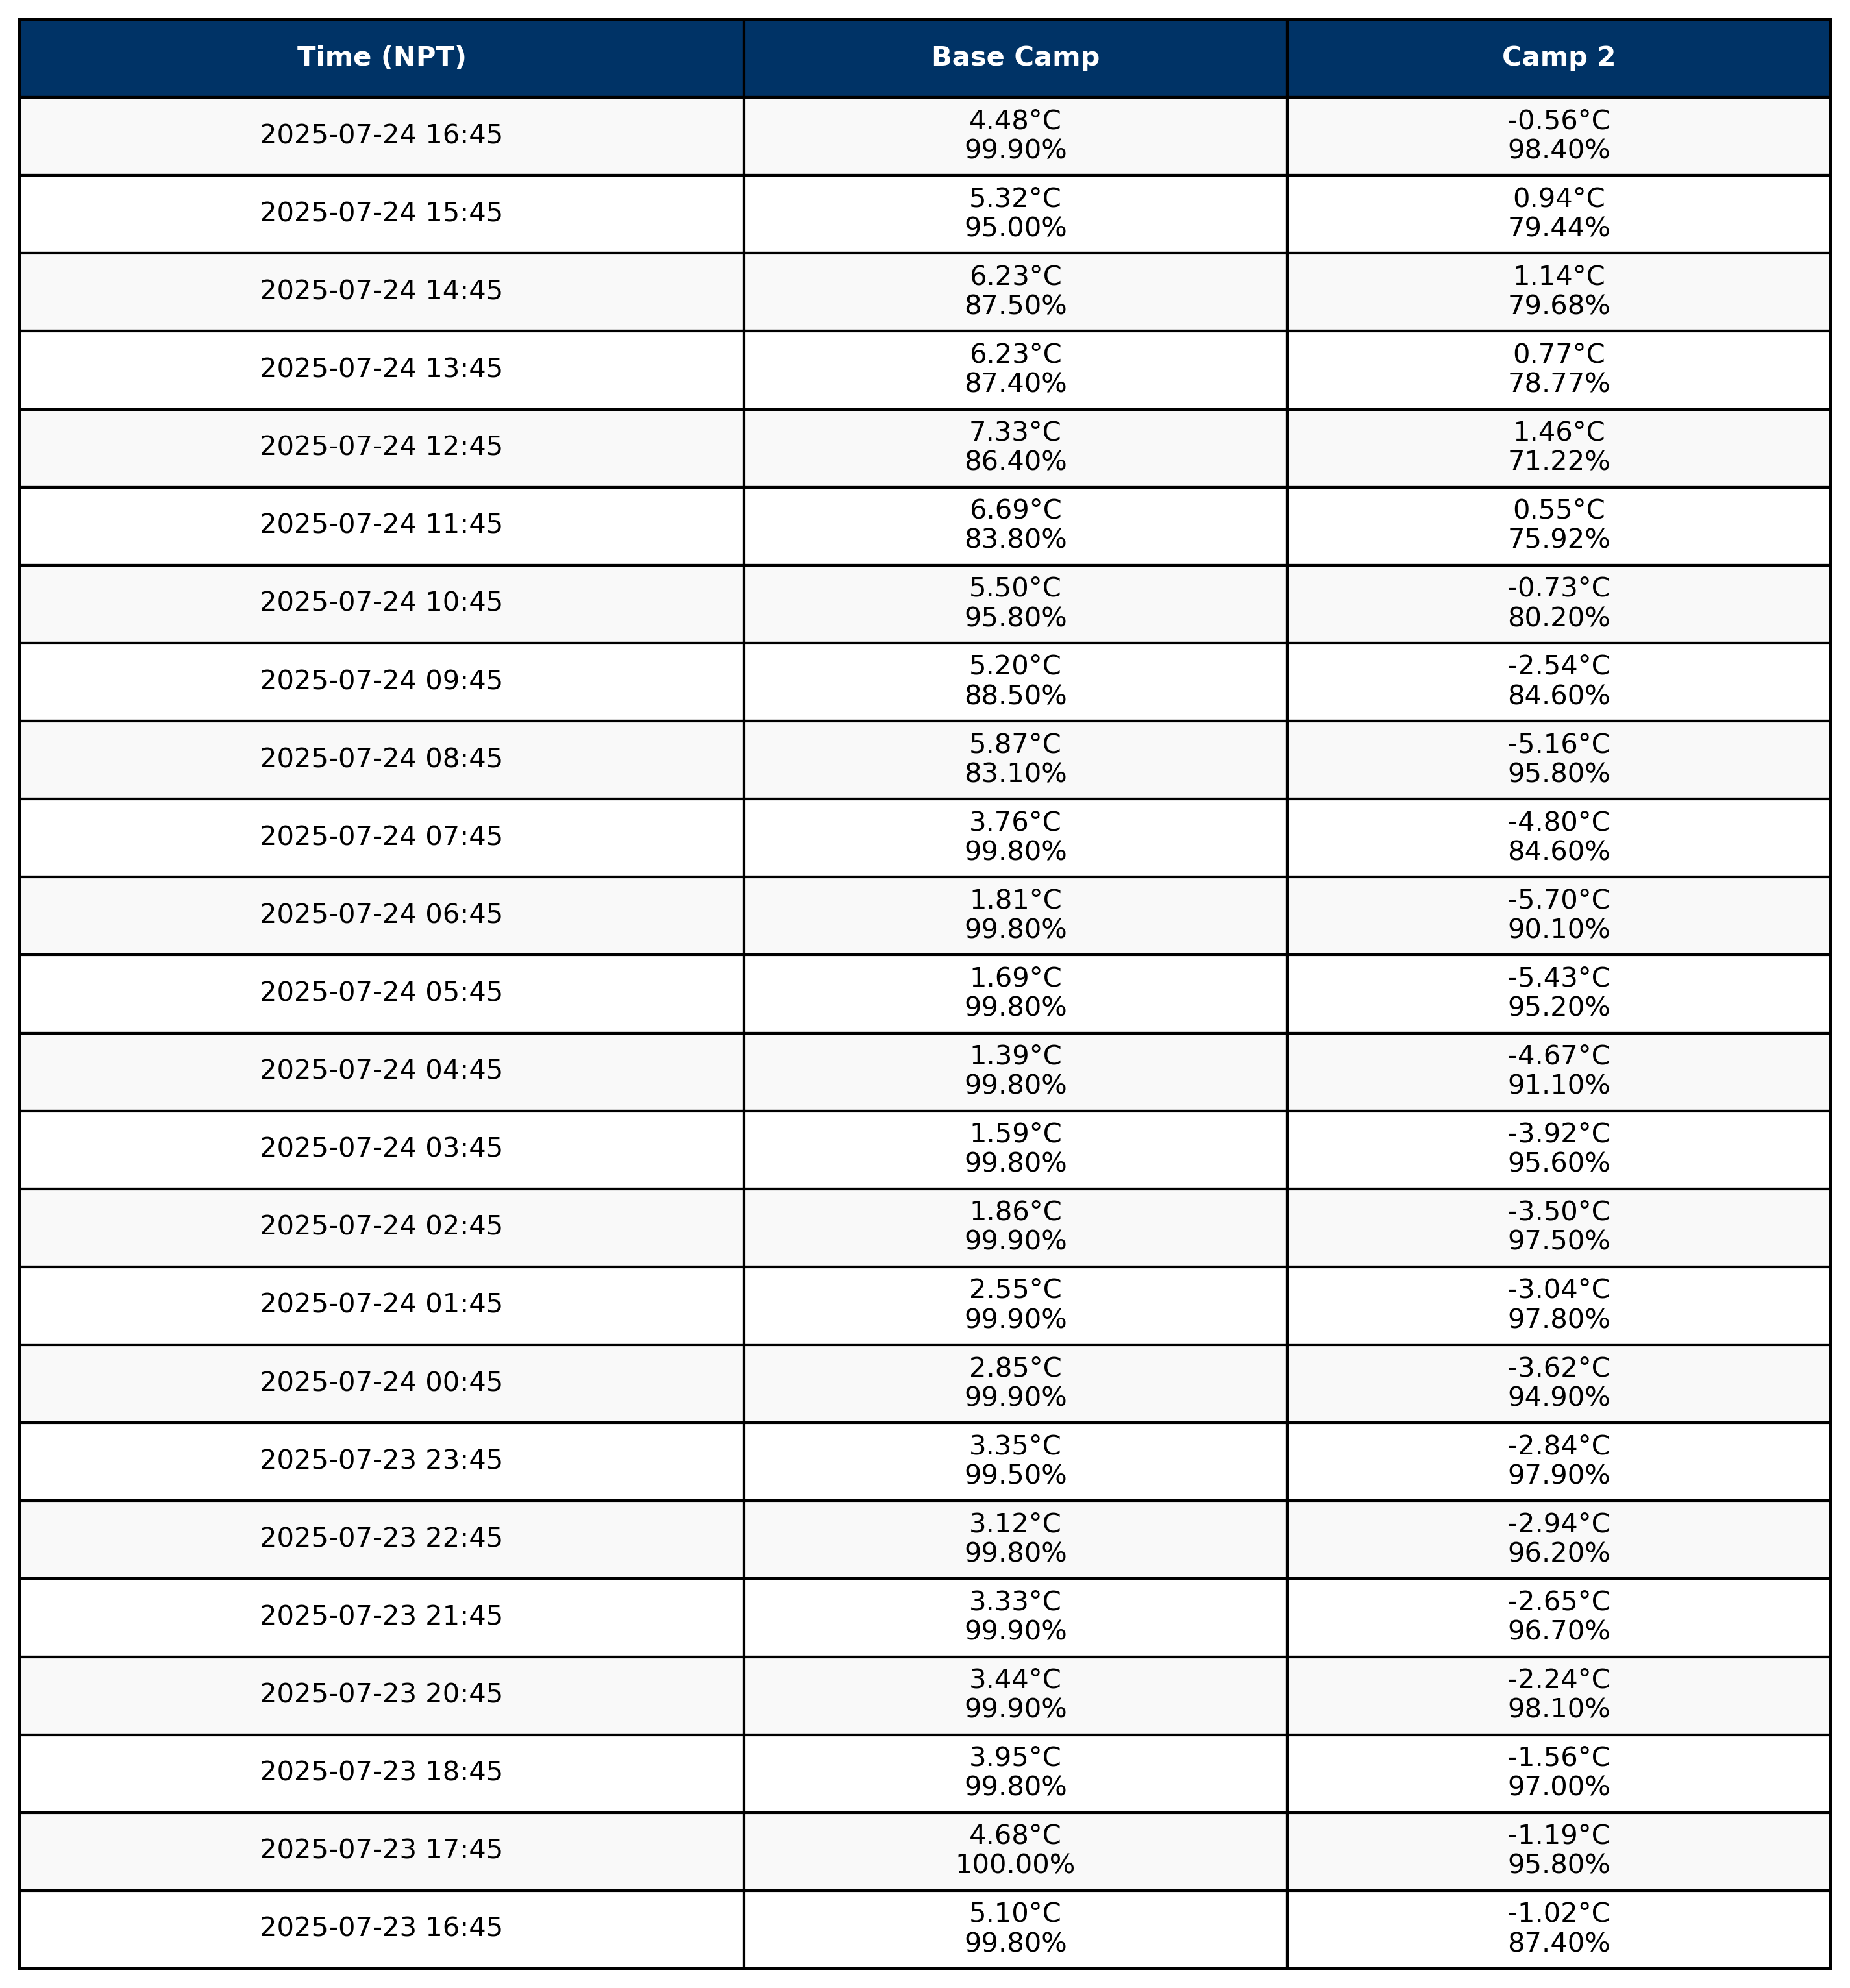 Time (NPT) Base Camp Camp 2
2025-07-24 16:45 4.48°C -0.56°C
99.90% 98.40%
2025-07-24 15:45 5.32°C 0.94°C
95.00% 79.44%
2025-07-24 14:45 6.23°C 1.14°C
87.50% 79.68%
2025-07-24 13:45 6.23°C 0.77°C
87.40% 78.77%
2025-07-24 12:45 7.33°C 1.46°C
86.40% 71.22%
2025-07-24 11:45 6.69°C 0.55°C
83.80% 75.92%
2025-07-24 10:45 5.50°C -0.73°C
95.80% 80.20%
2025-07-24 09:45 5.20°C -2.54°C
88.50% 84.60%
2025-07-24 08:45 5.87°C -5.16°C
83.10% 95.80%
2025-07-24 07:45 3.76°C -4.80°C
99.80% 84.60%
2025-07-24 06:45 1.81°C -5.70°C
99.80% 90.10%
2025-07-24 05:45 1.69°C -5.43°C
99.80% 95.20%
2025-07-24 04:45 1.39°C -4.67°C
99.80% 91.10%
2025-07-24 03:45 1.59°C -3.92°C
99.80% 95.60%
2025-07-24 02:45 1.86°C -3.50°C
99.90% 97.50%
2025-07-24 01:45 2.55°C -3.04°C
99.90% 97.80%
2025-07-24 00:45 2.85°C -3.62°C
99.90% 94.90%
2025-07-23 23:45 3.35°C -2.84°C
99.50% 97.90%
2025-07-23 22:45 3.12°C -2.94°C
99.80% 96.20%
2025-07-23 21:45 3.33°C -2.65°C
99.90% 96.70%
2025-07-23 20:45 3.44°C -2.24°C
99.90% 98.10%
2025-07-23 18:45 3.95°C -1.56°C
99.80% 97.00%
2025-07-23 17:45 4.68°C -1.19°C
100.00% 95.80%
2025-07-23 16:45 5.10°C -1.02°C
99.80% 87.40%